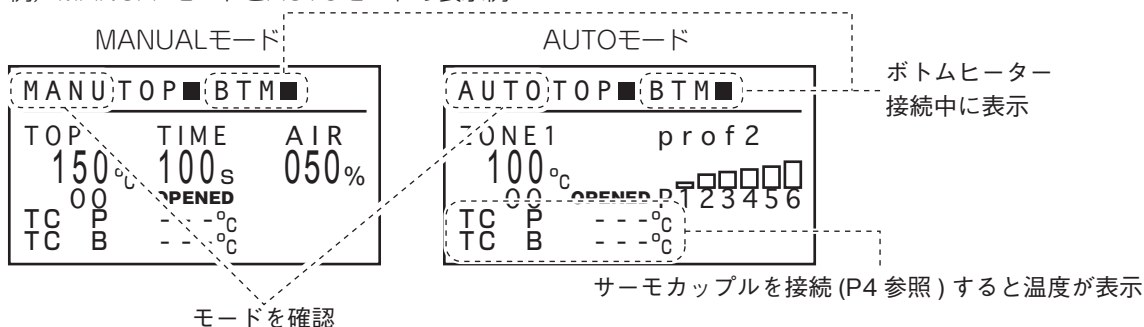 MANUALモード
AUTOモード
MANU TOP■ BTM■
TOP TIME AIR
150℃ 100s 050%
00 OPENED
TC P ---℃
TC B ---℃
AUTO TOP■ BTM■
ZONE1 prof2
100℃
00 OPENED P123456
TC P ---℃
TC B ---℃
ボトムヒーター
接続中に表示
サーモカップルを接続 (P4 参照 ) すると温度が表示
モードを確認